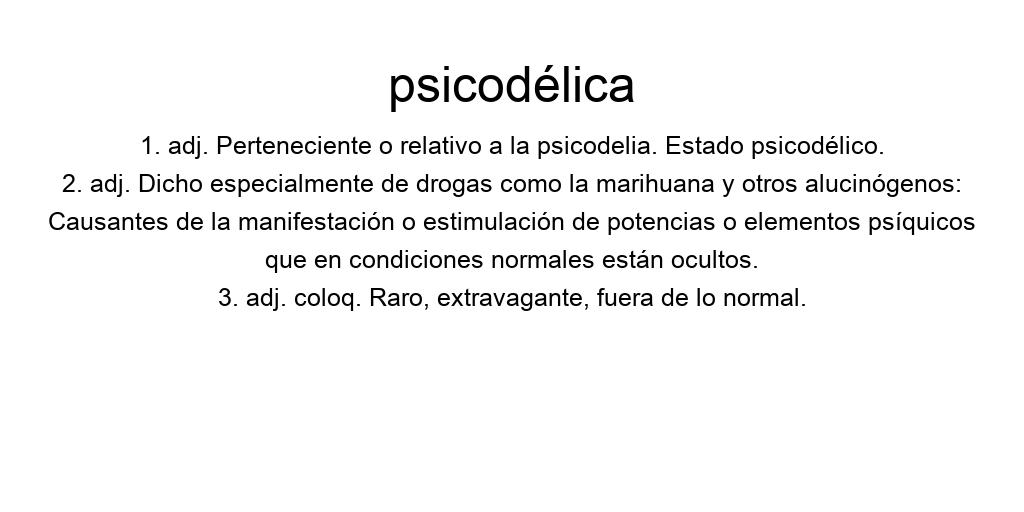 psicodélica
1. adj. Perteneciente o relativo a la psicodelia. Estado psicodélico.
2. adj. Dicho especialmente de drogas como la marihuana y otros alucinógenos:
Causantes de la manifestación o estimulación de potencias o elementos psíquicos
que en condiciones normales están ocultos.
3. adj. coloq. Raro, extravagante, fuera de lo normal.